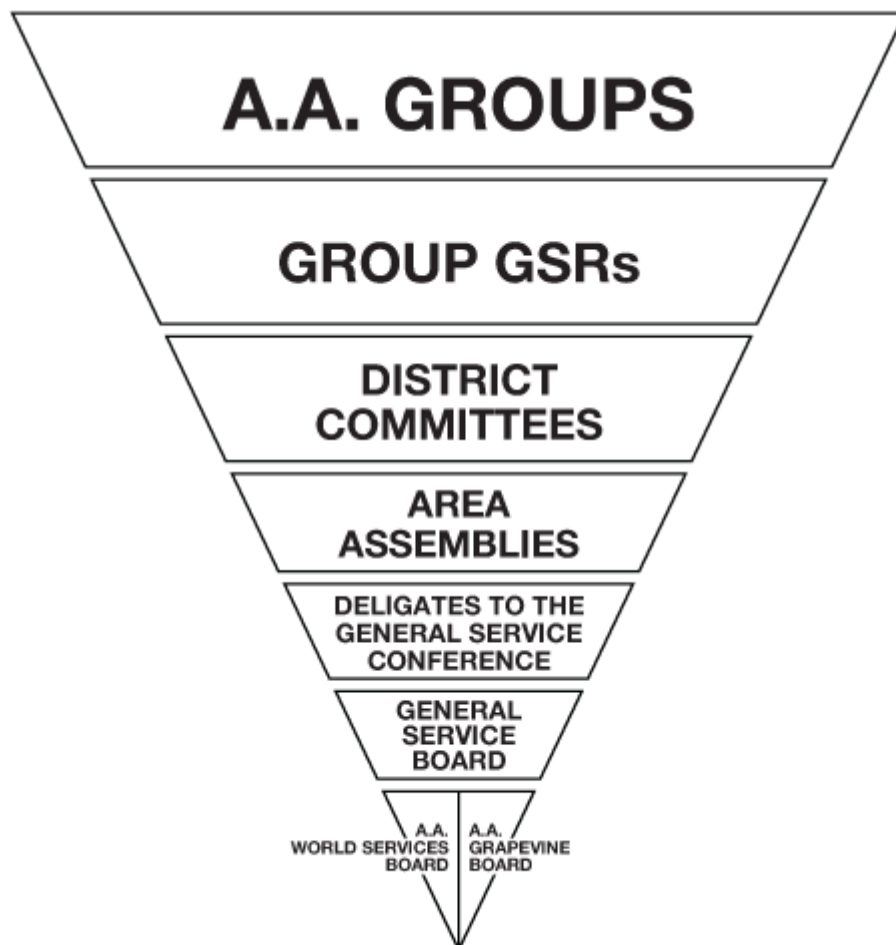 A.A. GROUPS
GROUP GSRs
DISTRICT
COMMITTEES
AREA
ASSEMBLIES
DELIGATES TO THE
GENERAL SERVICE
CONFERENCE
GENERAL
SERVICE
BOARD
A.A.
WORLD SERVICES
BOARD
A.A.
GRAPEVINE
BOARD